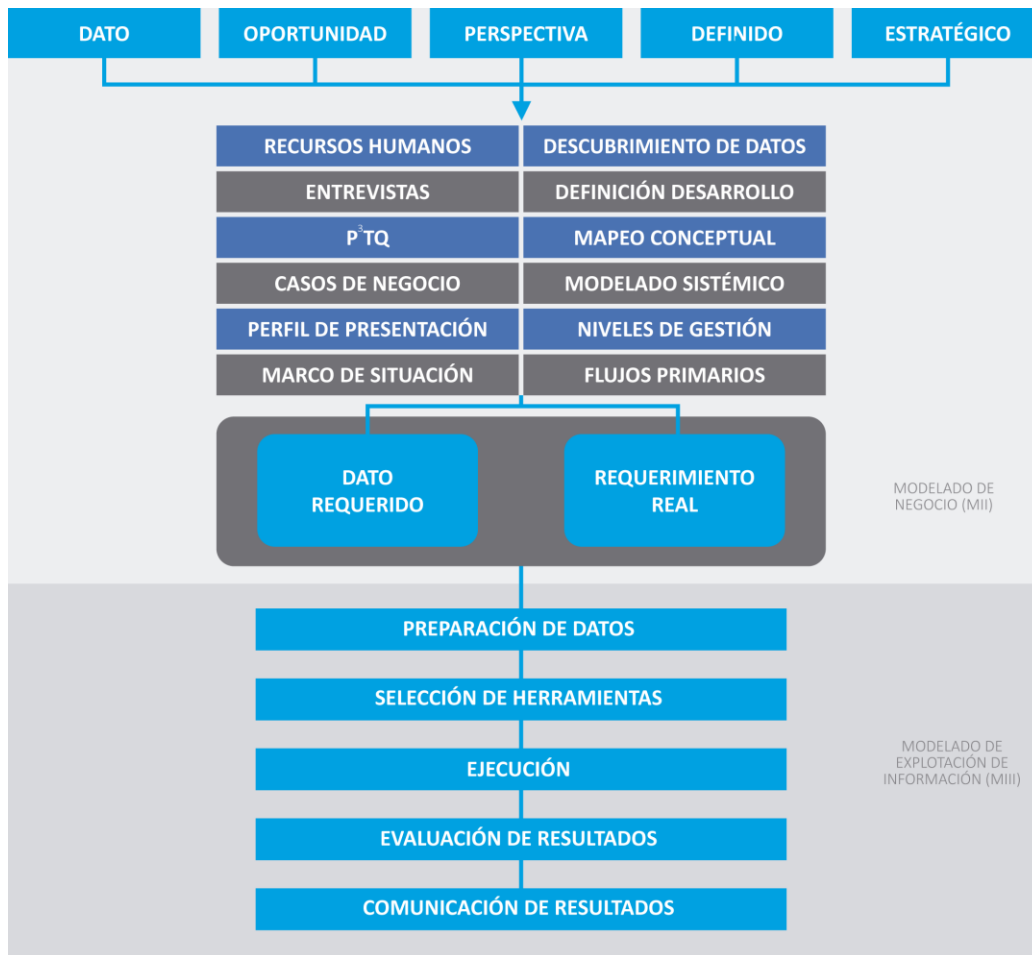 DATO
OPORTUNIDAD
PERSPECTIVA
DEFINIDO
ESTRATÉGICO
RECURSOS HUMANOS
DESCUBRIMIENTO DE DATOS
ENTREVISTAS
DEFINICIÓN DESARROLLO
P³TQ
MAPEO CONCEPTUAL
CASOS DE NEGOCIO
MODELADO SISTÉMICO
PERFIL DE PRESENTACIÓN
NIVELES DE GESTIÓN
MARCO DE SITUACIÓN
FLUJOS PRIMARIOS
DATO
REQUERIDO
REQUERIMIENTO
REAL
MODELADO DE
NEGOCIO (MII)
PREPARACIÓN DE DATOS
SELECCIÓN DE HERRAMIENTAS
EJECUCIÓN
MODELADO DE
EXPLOTACIÓN DE
INFORMACIÓN (MIII)
EVALUACIÓN DE RESULTADOS
COMUNICACIÓN DE RESULTADOS